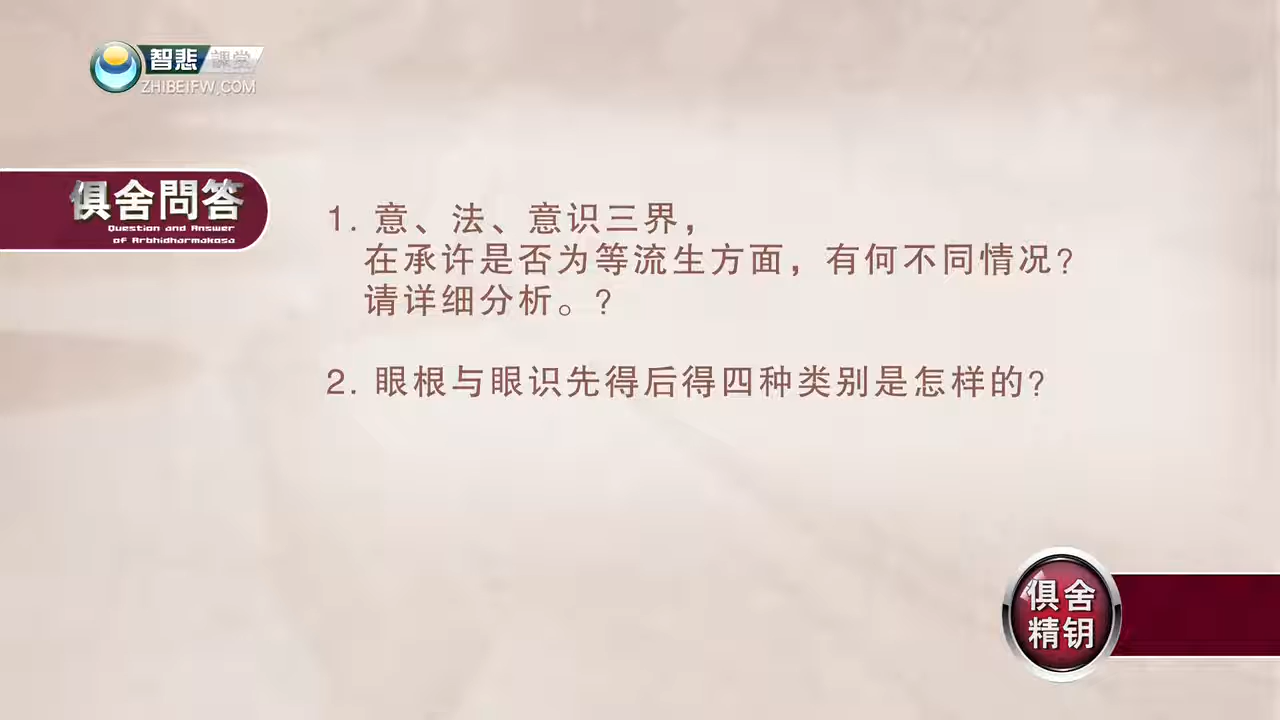 智悲課堂
ZHIBEIFW.COM
俱舍問答
Question and Answer
of Arbhidharmakosa
1. 意、法、意识三界，
在承许是否为等流生方面，有何不同情况?
请详细分析。?
2. 眼根与眼识先得后得四种类别是怎样的?
俱舍
精钥